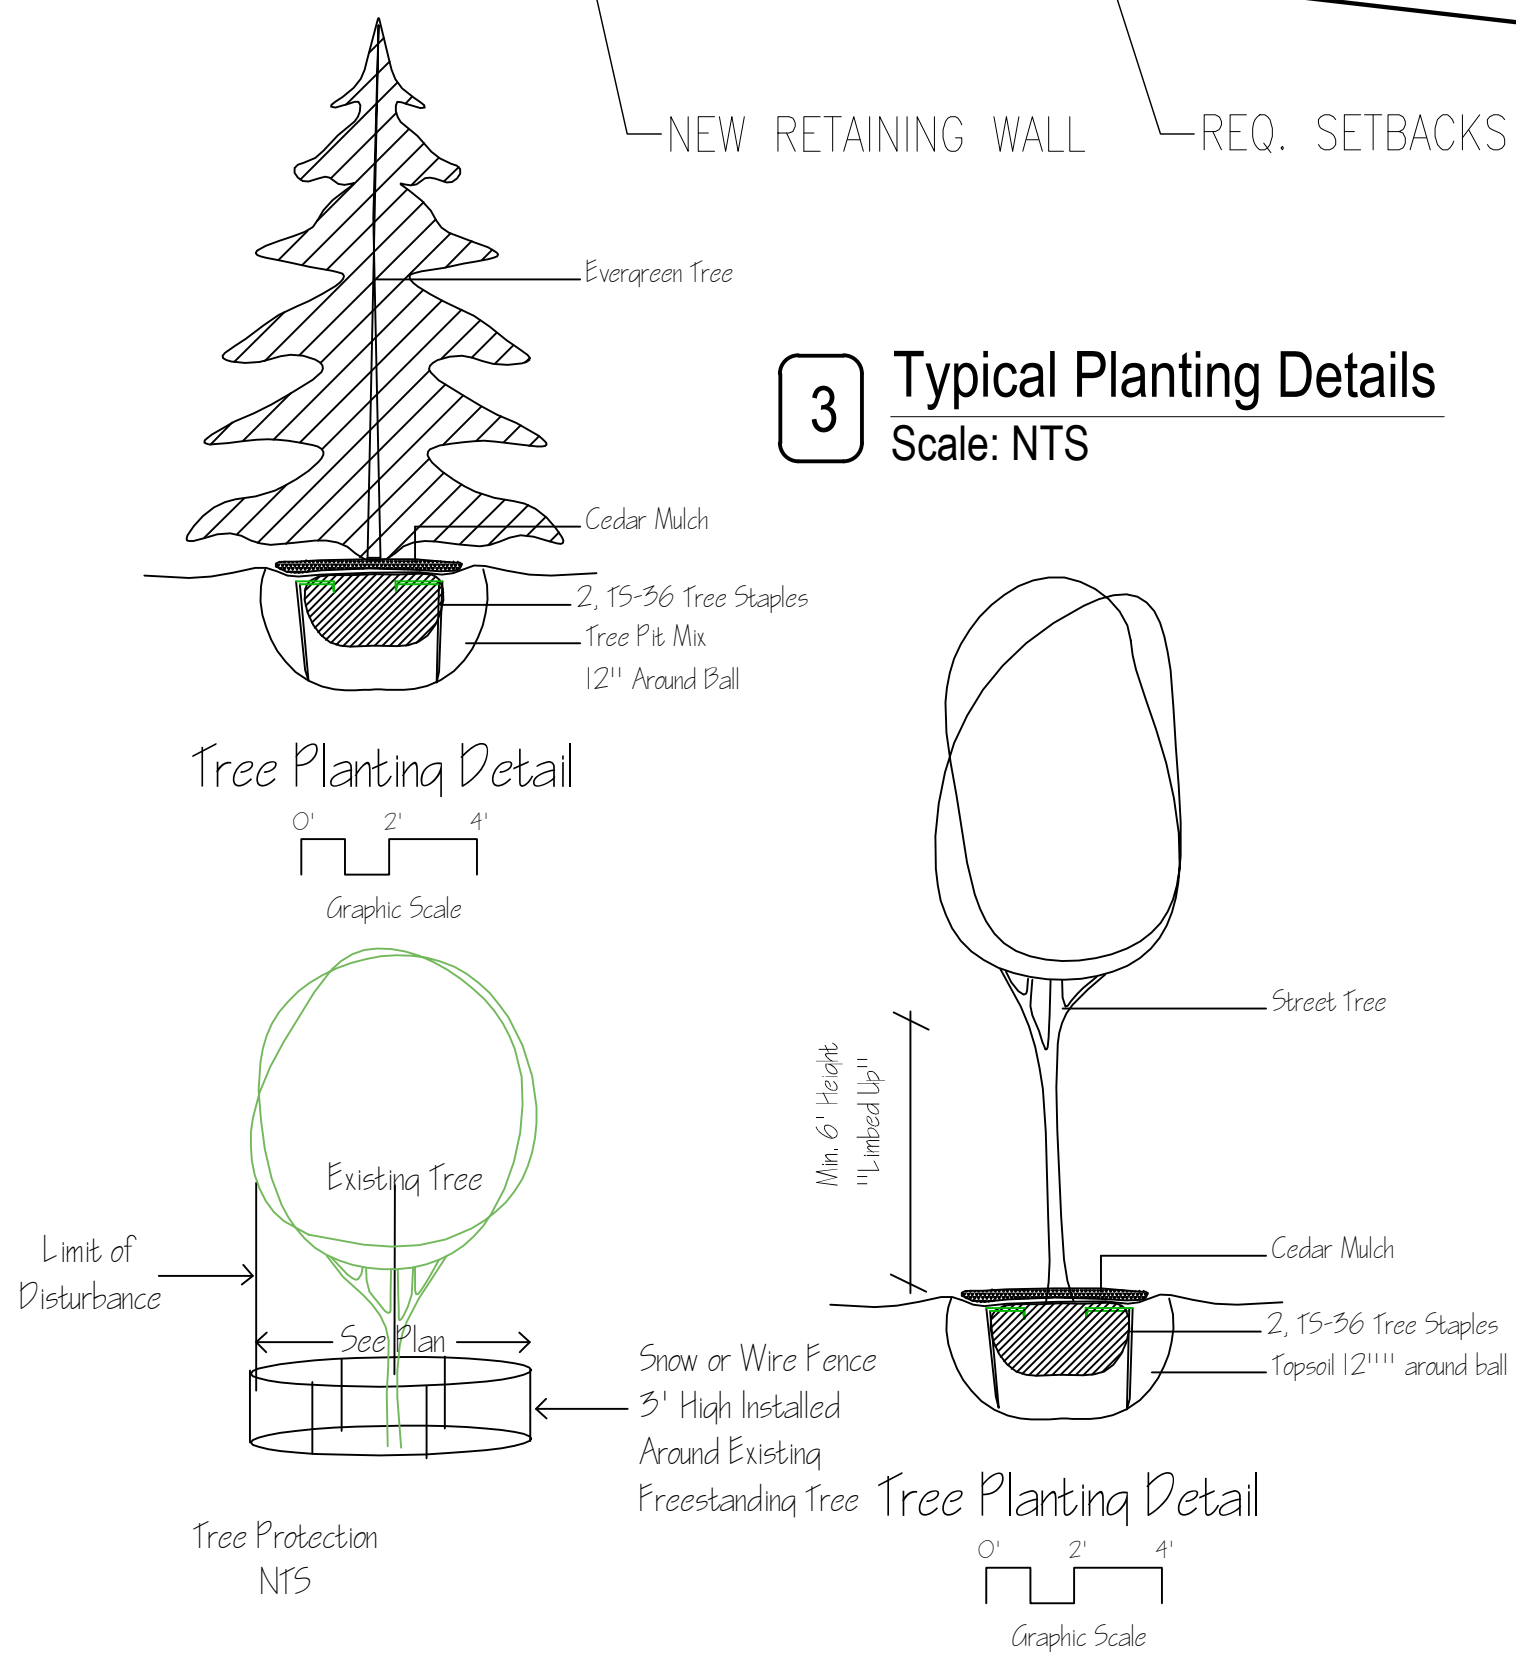 NEW RETAINING WALL
REQ. SETBACKS
Evergreen Tree
3
Typical Planting Details
Scale: NTS
Cedar Mulch
2, TS-36 Tree Staples
Tree Pit Mix
12'' Around Ball
Tree Planting Detail
0' 2' 4'
Graphic Scale
Existing Tree
Limit of
Disturbance
See Plan
Snow or Wire Fence
3' High Installed
Around Existing
Freestanding Tree
Tree Protection
NTS
Street Tree
Min. 6' Height
''Limbed Up''
Cedar Mulch
2, TS-36 Tree Staples
Topsoil 12'''' around ball
Tree Planting Detail
0' 2' 4'
Graphic Scale